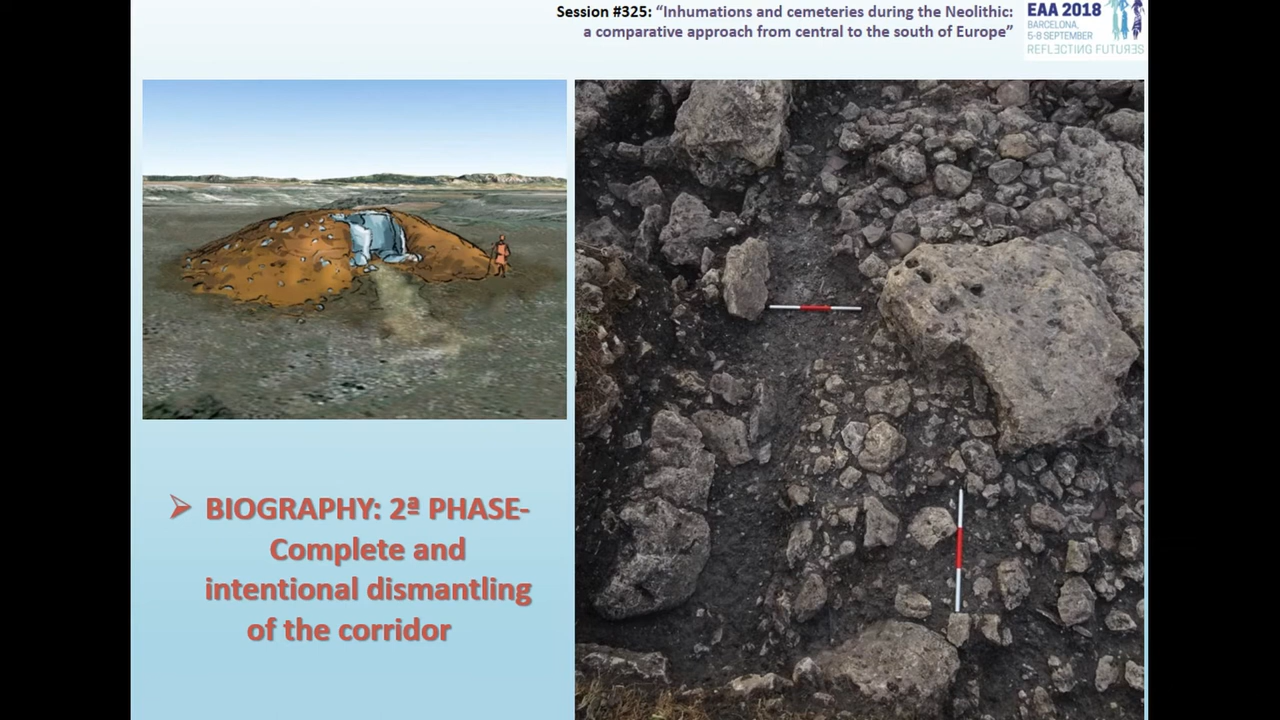 Session #325: “Inhumations and cemeteries during the Neolithic:
a comparative approach from central to the south of Europe”
EAA 2018
BARCELONA,
5-8 SEPTEMBER
REFLECTING FUTURES
➢ BIOGRAPHY: 2ª PHASE-
Complete and
intentional dismantling
of the corridor